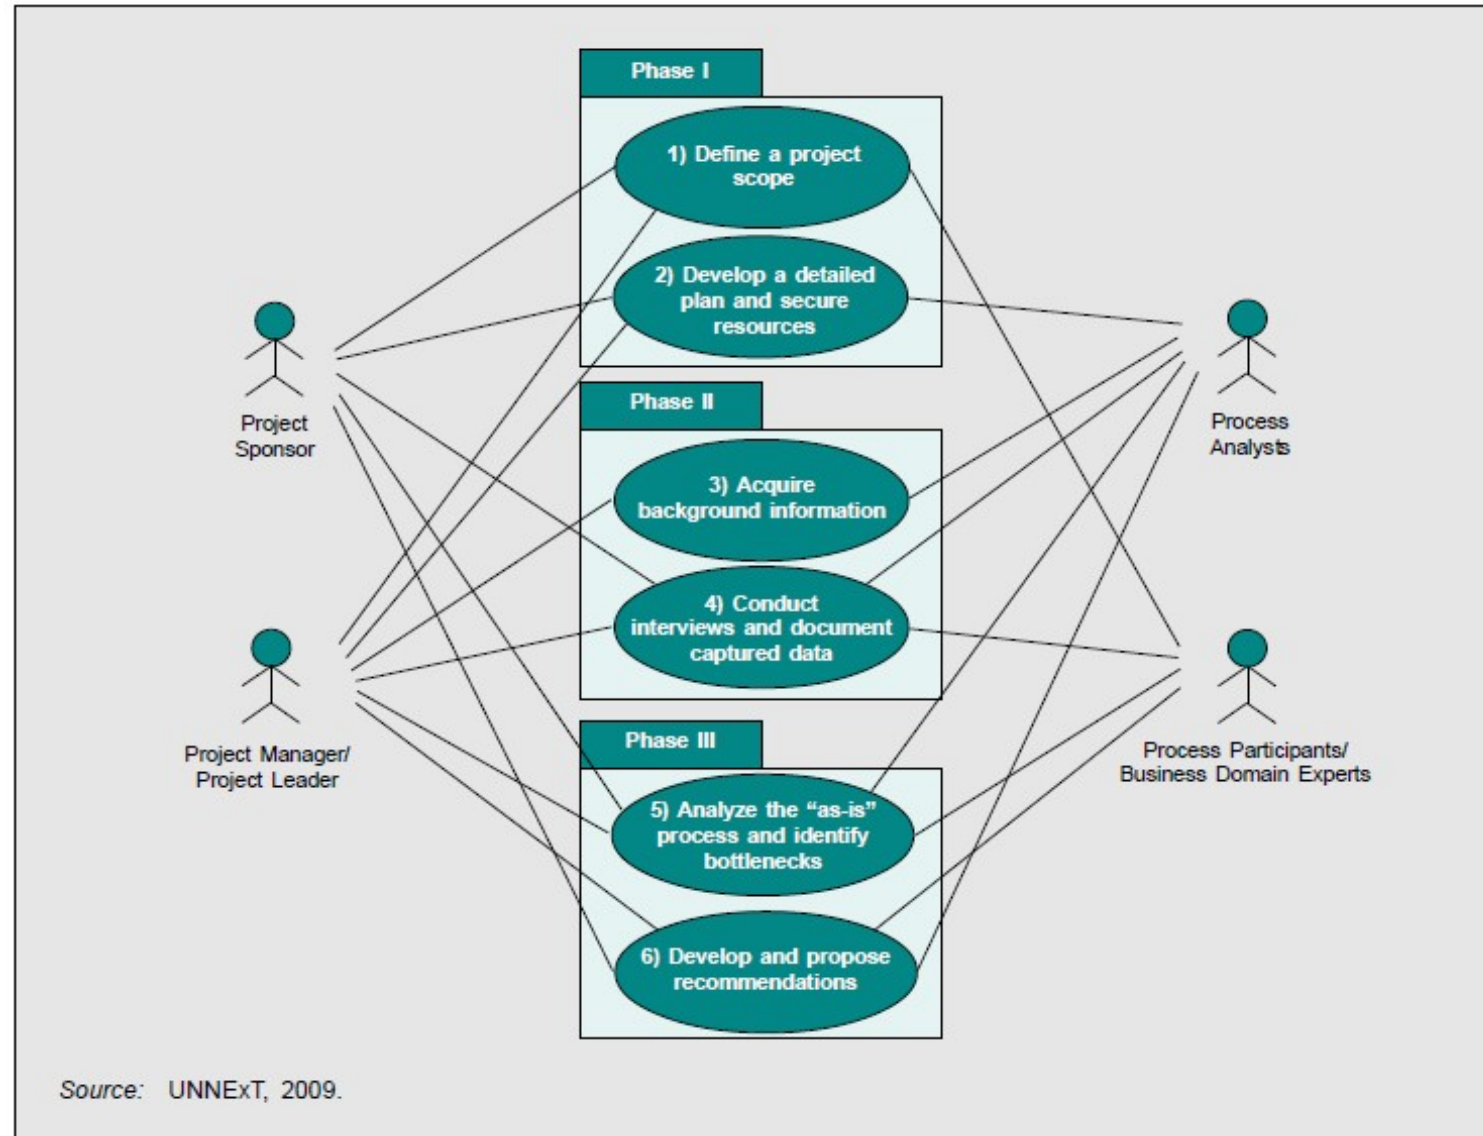 Phase I
1) Define a project
scope
2) Develop a detailed
plan and secure
resources
Project
Sponsor
Process
Analysts
Phase II
3) Acquire
background information
4) Conduct
interviews and document
captured data
Project Manager/
Project Leader
Process Participants/
Business Domain Experts
Phase III
5) Analyze the “as-is”
process and identify
bottlenecks
6) Develop and propose
recommendations
Source: UNNExT, 2009.